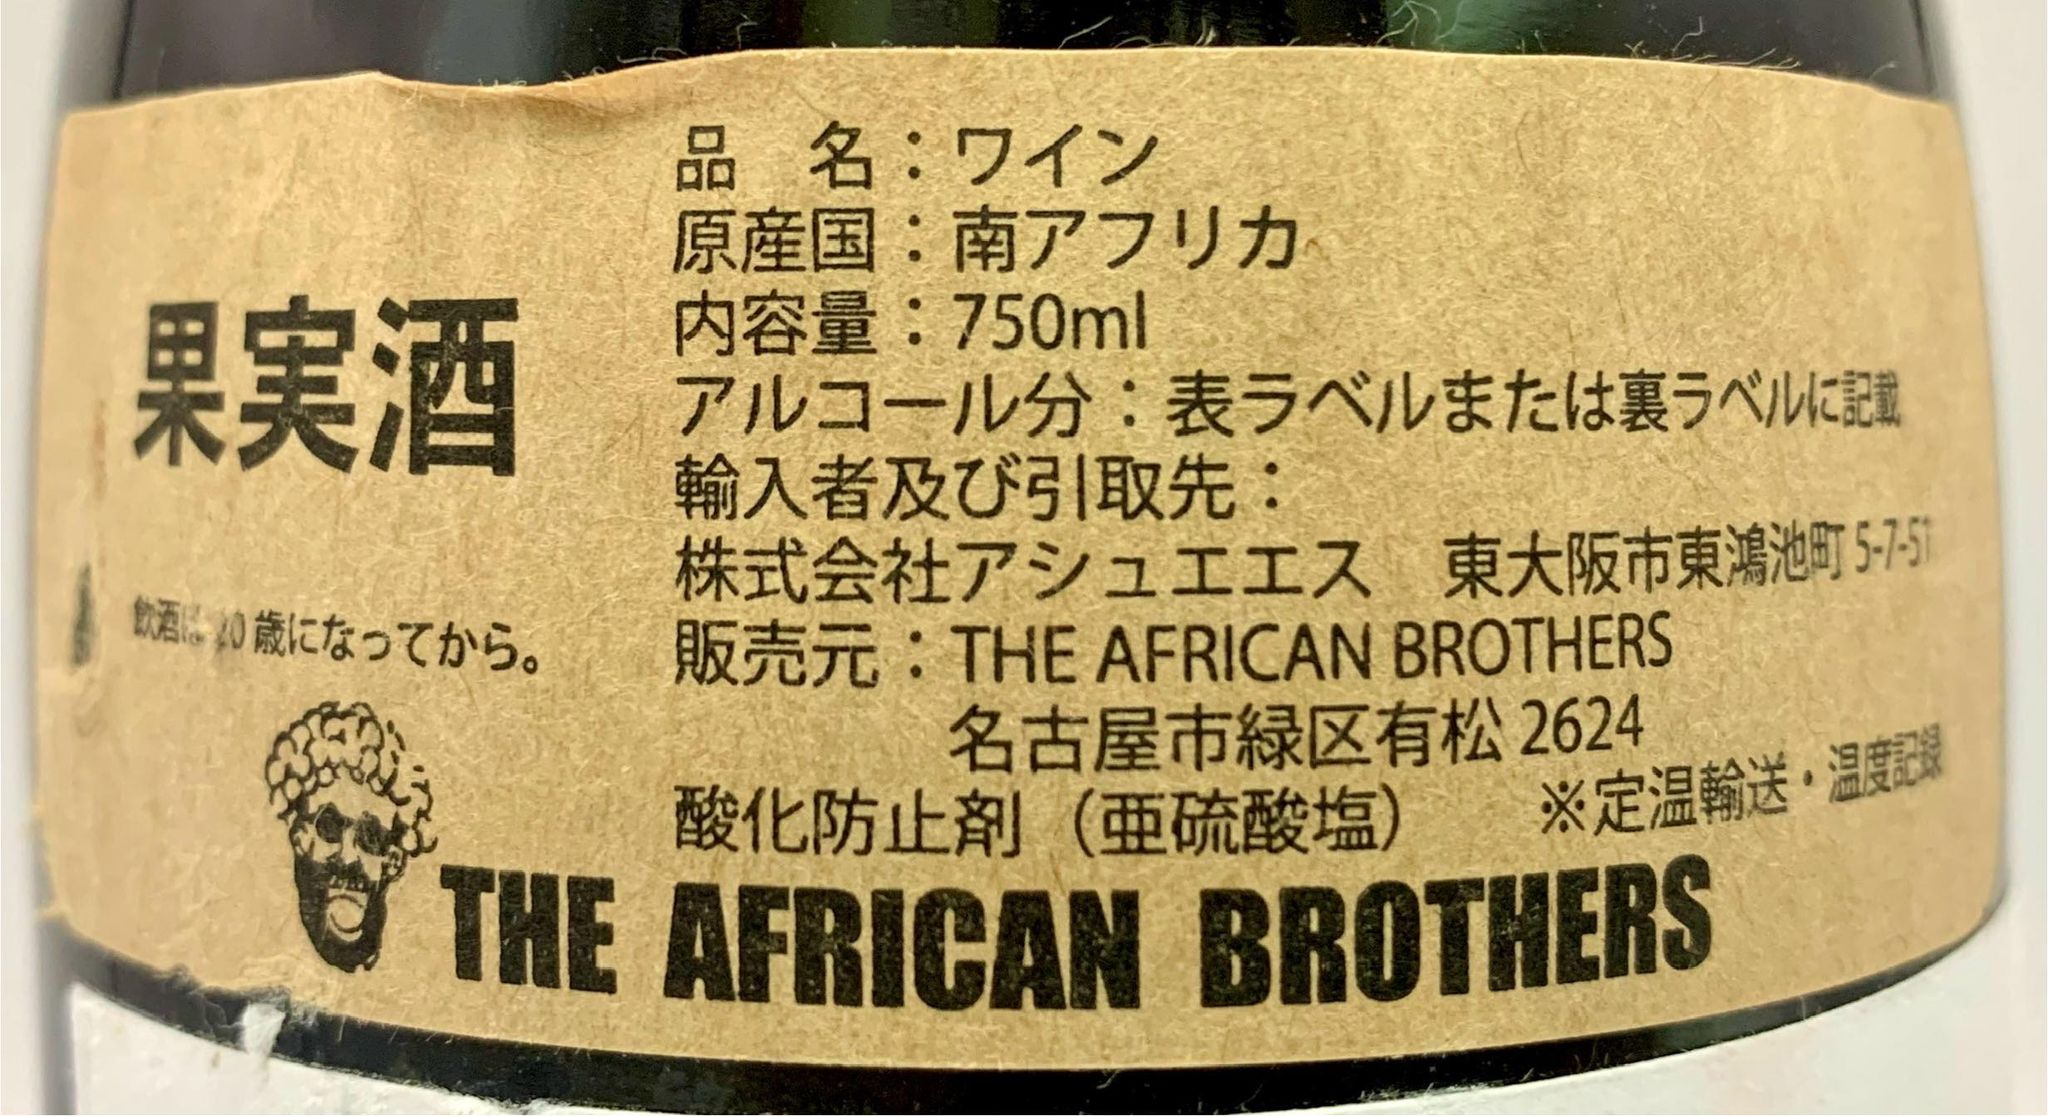 果実酒
飲酒は20歳になってから。
品　名：ワイン
原産国：南アフリカ
内容量：750ml
アルコール分：表ラベルまたは裏ラベルに記載
輸入者及び引取先：
株式会社アシュエエス　東大阪市東鴻池町 5-7-51
販売元：THE AFRICAN BROTHERS
名古屋市緑区有松 2624
酸化防止剤（亜硫酸塩）　※定温輸送・温度記録
THE AFRICAN BROTHERS